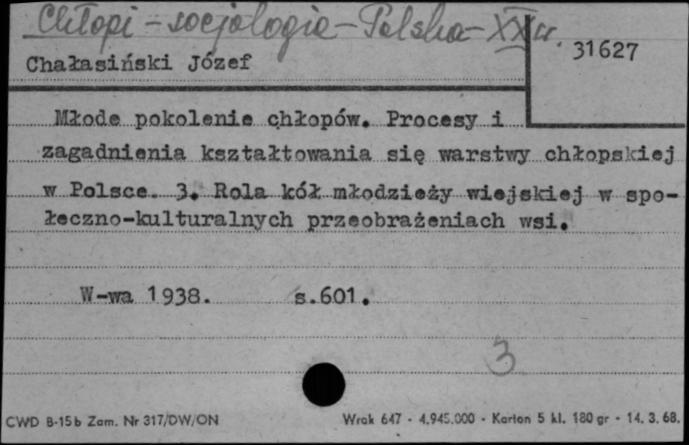 Chłopi - socjologia - Polska - XX w.
31627
Chałasiński Józef
Młode pokolenie chłopów. Procesy i
zagadnienia kształtowania się warstwy chłopskiej
w Polsce. 3. Rola kół młodzieży wiejskiej w spo-
łeczno-kulturalnych przeobrażeniach wsi.
W-wa 1938. s.601.
3
CWD B-15b Zam. Nr 317/DW/ON Wrak 647 - 4.945.000 - Karton 5 kl. 180 gr - 14. 3. 68.